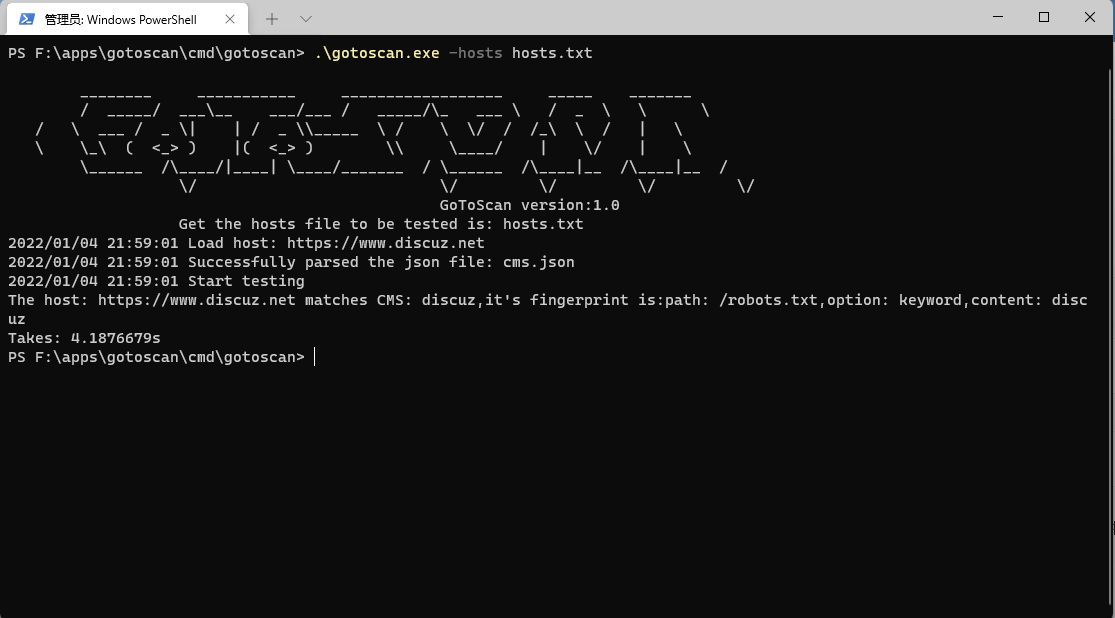 管理员: Windows PowerShell
PS F:\apps\gotoscan\cmd\gotoscan> .\gotoscan.exe -hosts hosts.txt
GoToScan version:1.0
Get the hosts file to be tested is: hosts.txt
2022/01/04 21:59:01 Load host: https://www.discuz.net
2022/01/04 21:59:01 Successfully parsed the json file: cms.json
2022/01/04 21:59:01 Start testing
The host: https://www.discuz.net matches CMS: discuz,it's fingerprint is:path: /robots.txt,option: keyword,content: disc
uz
Takes: 4.1876679s
PS F:\apps\gotoscan\cmd\gotoscan>